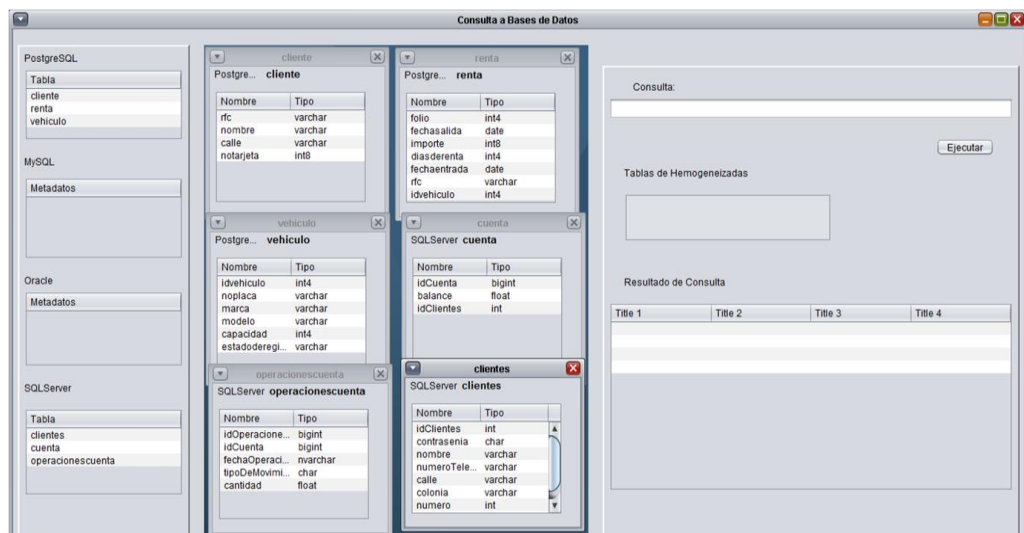 Consulta a Bases de Datos
PostgreSQL
Tabla
cliente
renta
vehiculo
MySQL
Metadatos
Oracle
Metadatos
SQLServer
Tabla
clientes
cuenta
operacionescuenta
cliente
Postgre... cliente
Nombre Tipo
rfc varchar
nombre varchar
calle varchar
notarjeta int8
renta
Postgre... renta
Nombre Tipo
folio int4
fechasalida date
importe int8
diasderenta int4
fechaentrada date
rfc varchar
idvehiculo int4
vehiculo
Postgre... vehiculo
Nombre Tipo
idvehiculo int4
noplaca varchar
marca varchar
modelo varchar
capacidad int4
estadoderegi... varchar
cuenta
SQLServer cuenta
Nombre Tipo
idCuenta bigint
balance float
idClientes int
operacionescuenta
SQLServer operacionescuenta
Nombre Tipo
idOperacione... bigint
idCuenta bigint
fechaOperaci... nvarchar
tipoDeMovimi... char
cantidad float
clientes
SQLServer clientes
Nombre Tipo
idClientes int
contrasenia char
nombre varchar
numeroTele... varchar
calle varchar
colonia varchar
numero int
Consulta:
Ejecutar
Tablas de Hemogeneizadas
Resultado de Consulta
Title 1 Title 2 Title 3 Title 4